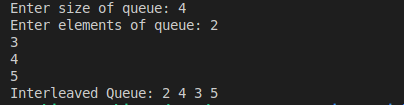 Enter size of queue: 4
Enter elements of queue: 2
3
4
5
Interleaved Queue: 2 4 3 5